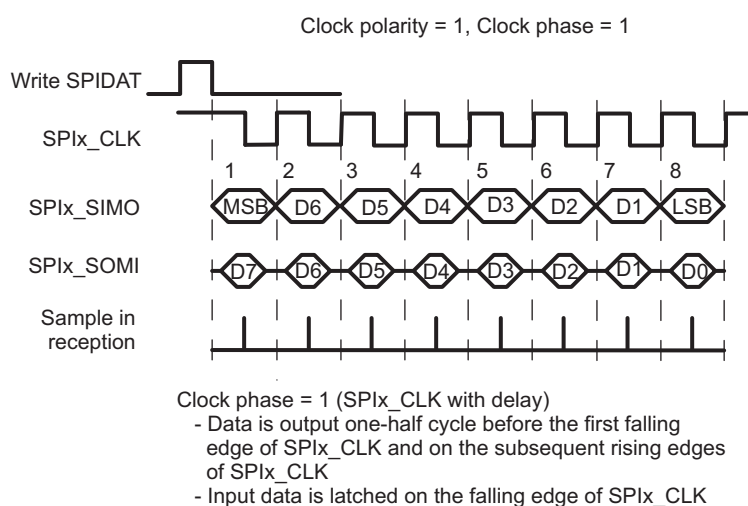 Clock polarity = 1, Clock phase = 1
Write SPIDAT
SPIx_CLK
1 2 3 4 5 6 7 8
SPIx_SIMO MSB D6 D5 D4 D3 D2 D1 LSB
SPIx_SOMI D7 D6 D5 D4 D3 D2 D1 D0
Sample in
reception
Clock phase = 1 (SPIx_CLK with delay)
- Data is output one-half cycle before the first falling
edge of SPIx_CLK and on the subsequent rising edges
of SPIx_CLK
- Input data is latched on the falling edge of SPIx_CLK